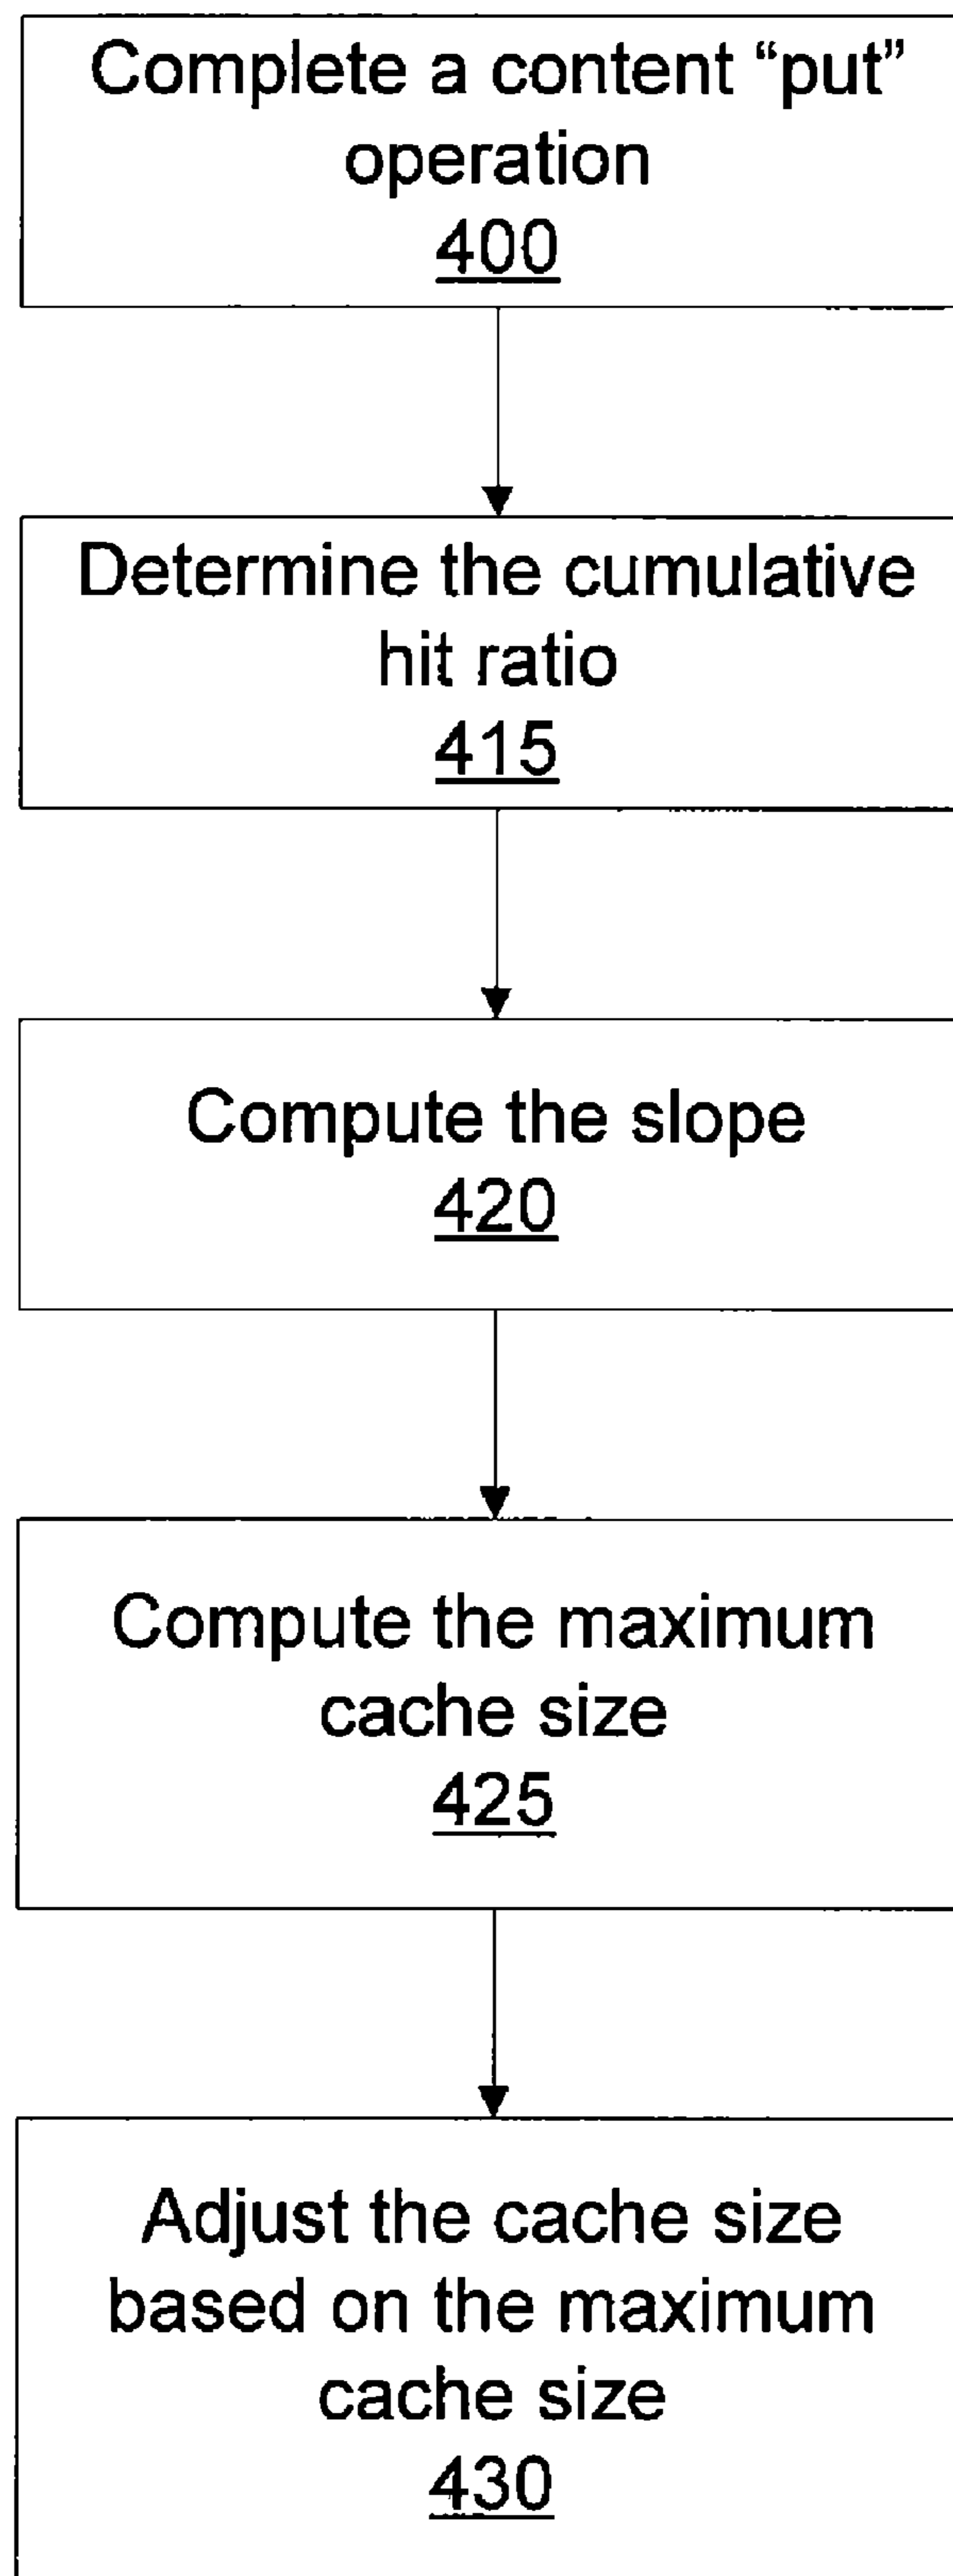 Complete a content “put”
operation
400
Determine the cumulative
hit ratio
415
Compute the slope
420
Compute the maximum
cache size
425
Adjust the cache size
based on the maximum
cache size
430